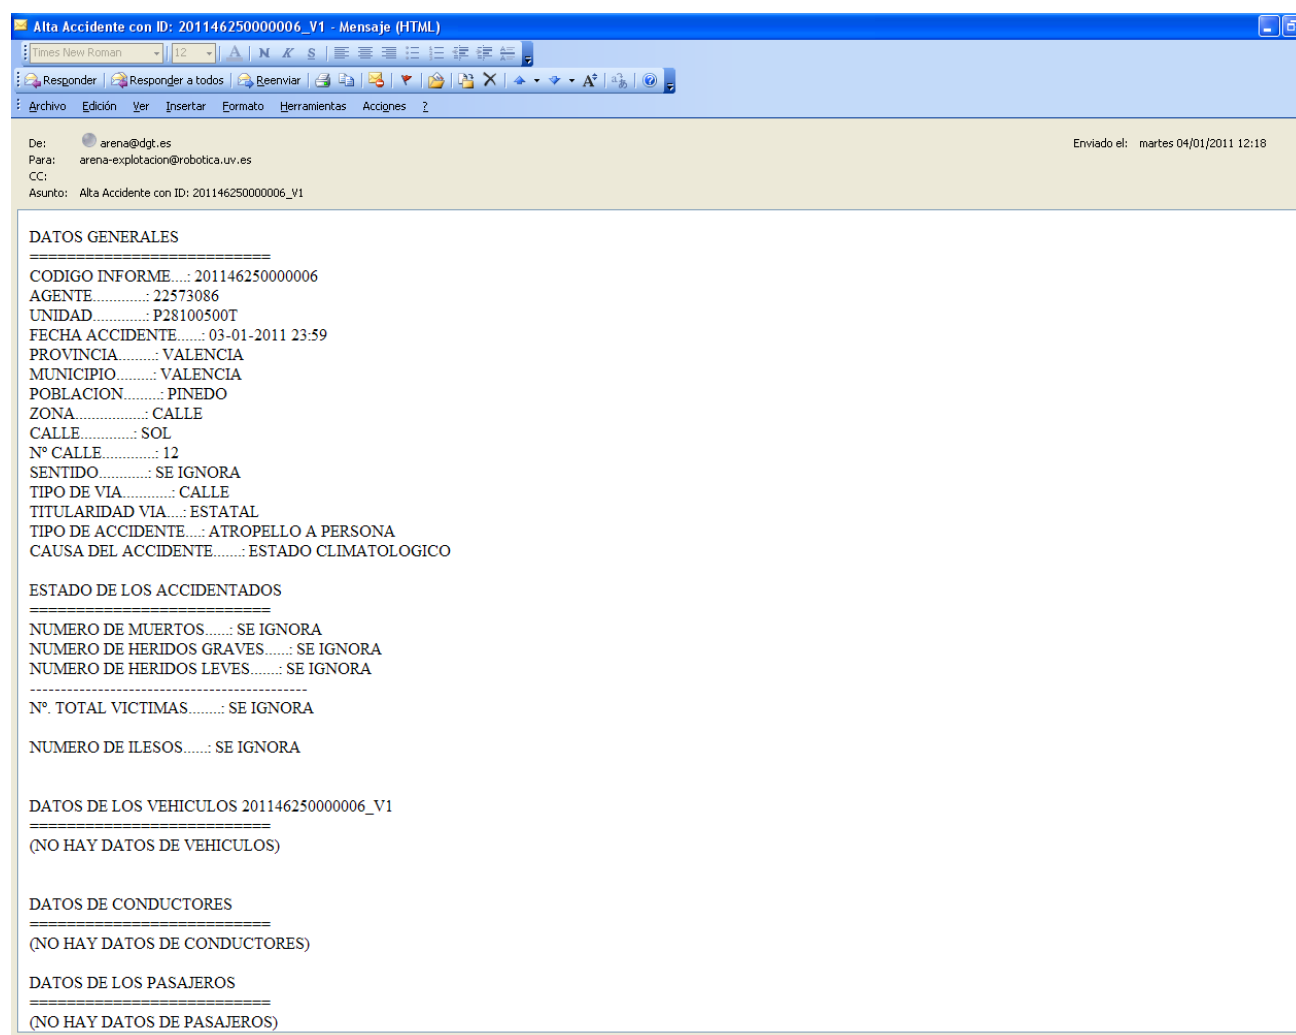 Alta Accidente con ID: 201146250000006_V1 - Mensaje (HTML)
Times New Roman 12 A N K S
Responder Responder a todos Reenviar
Archivo Edición Ver Insertar Formato Herramientas Acciones ?
De: arena@dgt.es Enviado el: martes 04/01/2011 12:18
Para: arena-explotacion@robotica.uv.es
CC:
Asunto: Alta Accidente con ID: 201146250000006_V1
DATOS GENERALES
==========================
CODIGO INFORME....: 201146250000006
AGENTE.............: 22573086
UNIDAD.............: P28100500T
FECHA ACCIDENTE......: 03-01-2011 23:59
PROVINCIA.........: VALENCIA
MUNICIPIO.........: VALENCIA
POBLACION.........: PINEDO
ZONA.................: CALLE
CALLE.............: SOL
Nº CALLE.............: 12
SENTIDO............: SE IGNORA
TIPO DE VIA............: CALLE
TITULARIDAD VIA....: ESTATAL
TIPO DE ACCIDENTE....: ATROPELLO A PERSONA
CAUSA DEL ACCIDENTE.......: ESTADO CLIMATOLOGICO
ESTADO DE LOS ACCIDENTADOS
==========================
NUMERO DE MUERTOS......: SE IGNORA
NUMERO DE HERIDOS GRAVES......: SE IGNORA
NUMERO DE HERIDOS LEVES.......: SE IGNORA
---------------------------------------------
Nº. TOTAL VICTIMAS........: SE IGNORA
NUMERO DE ILESOS......: SE IGNORA
DATOS DE LOS VEHICULOS 201146250000006_V1
==========================
(NO HAY DATOS DE VEHICULOS)
DATOS DE CONDUCTORES
==========================
(NO HAY DATOS DE CONDUCTORES)
DATOS DE LOS PASAJEROS
==========================
(NO HAY DATOS DE PASAJEROS)